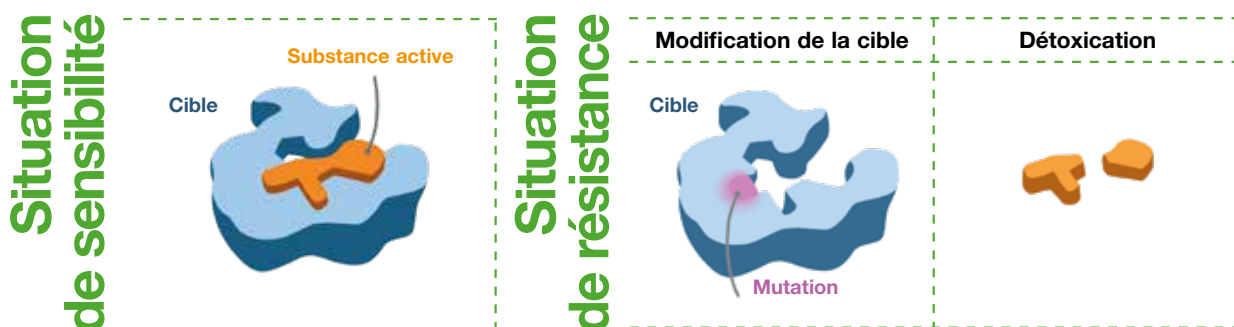 Situation
de sensibilité
Substance active
Cible
Situation
de résistance
Modification de la cible
Détoxication
Cible
Mutation